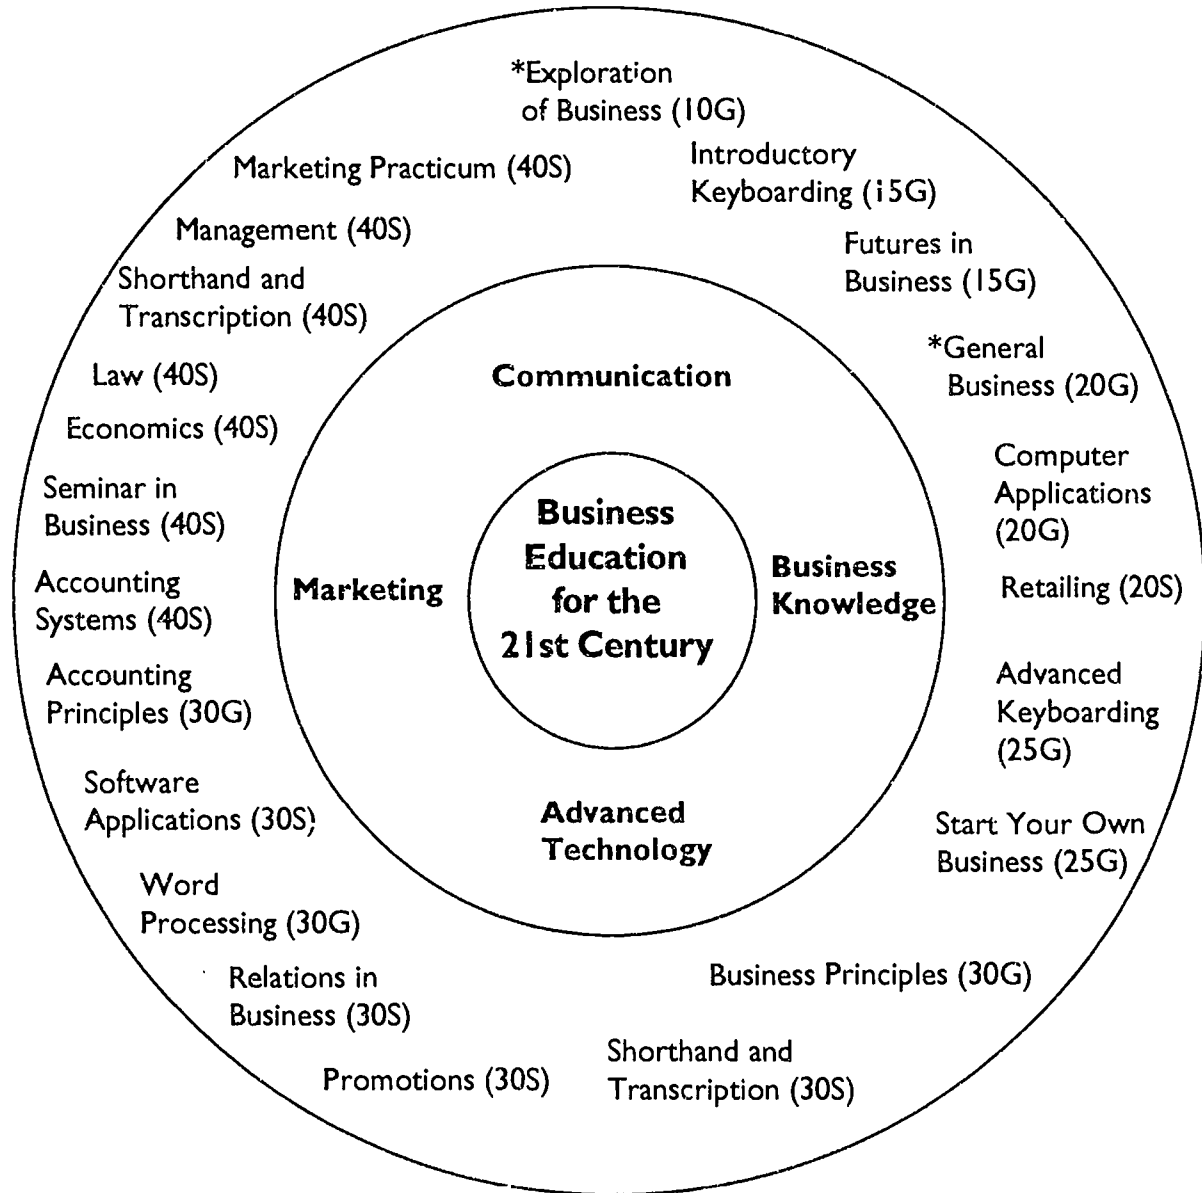 *Exploration
of Business (10G)
Introductory
Keyboarding (15G)
Futures in
Business (15G)
*General
Business (20G)
Computer
Applications
(20G)
Retailing (20S)
Advanced
Keyboarding
(25G)
Start Your Own
Business (25G)
Business Principles (30G)
Shorthand and
Transcription (30S)
Promotions (30S)
Relations in
Business (30S)
Word
Processing (30G)
Software
Applications (30S)
Accounting
Principles (30G)
Accounting
Systems (40S)
Seminar in
Business (40S)
Economics (40S)
Law (40S)
Shorthand and
Transcription (40S)
Management (40S)
Marketing Practicum (40S)
Communication
Business
Knowledge
Advanced
Technology
Marketing
Business
Education
for the
21st Century